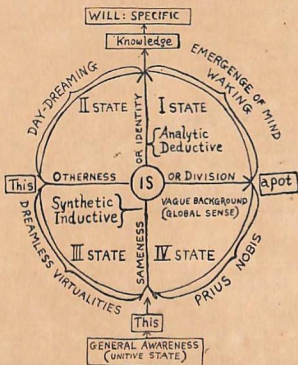 WILL: SPECIFIC
Knowledge
DAY-DREAMING
EMERGENGE OF MIND
WAKING
II STATE
I STATE
OR IDENTITY
Analytic
Deductive
This
OTHERNESS
IS
OR DIVISION
apot
Synthetic
Inductive
VAGUE BACKGROUND
(GLOBAL SENSE)
SAMENESS
III STATE
IV STATE
DREAMLESS VIRTUALITIES
PRIUS NOBIS
This
GENERAL AWARENESS
(UNITIVE STATE)